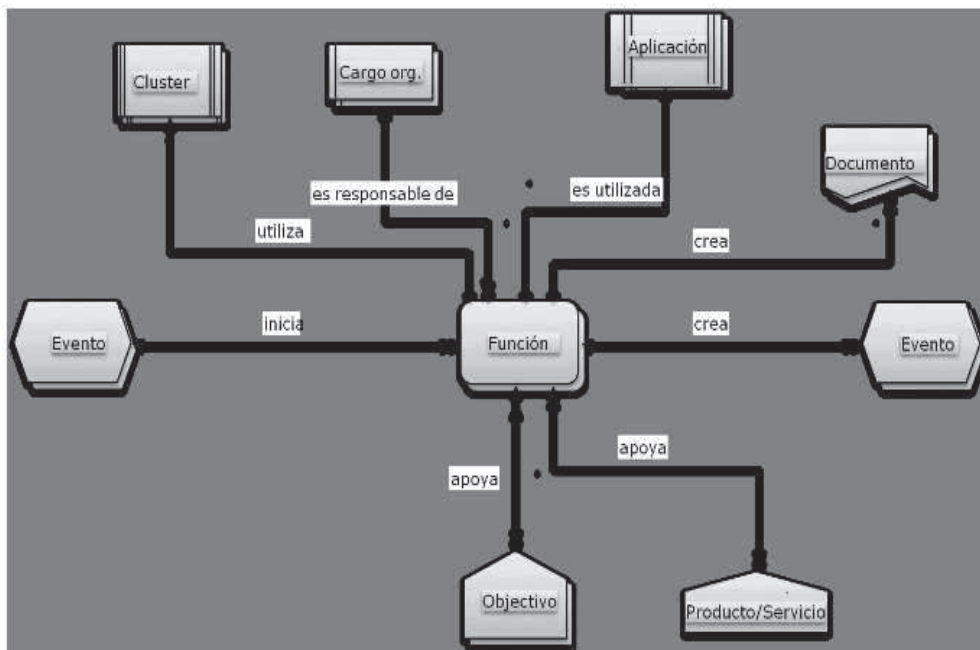 Cluster
Cargo org.
Aplicación
Documento
es responsable de
es utilizada
utiliza
crea
Evento
inicia
Función
crea
Evento
apoya
apoya
Objectivo
Producto/Servicio